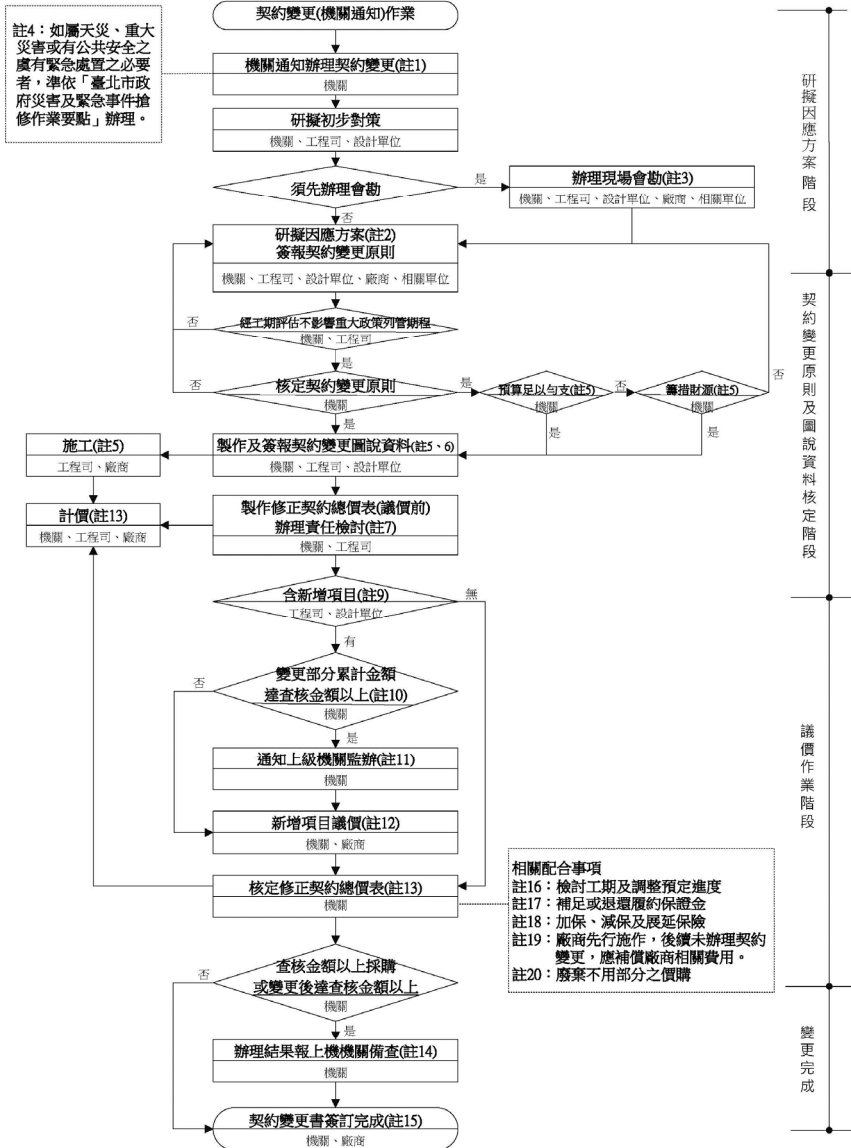 契約變更(機關通知)作業
註4：如屬天災、重大
災害或有公共安全之
虞有緊急處置之必要
者，準依「臺北市政
府災害及緊急事件搶
修作業要點」辦理。
機關通知辦理契約變更(註1)
機關
研擬初步對策
機關、工程司、設計單位
須先辦理會勘
是
否
辦理現場會勘(註3)
機關、工程司、設計單位、廠商、相關單位
研擬因應方案(註2)
簽報契約變更原則
機關、工程司、設計單位、廠商、相關單位
研擬因應方案階段
否
經工期評估不影響重大政策列管期程
機關、工程司
是
否
核定契約變更原則
機關
是
是
預算足以勻支(註5)
機關
否
是
籌措財源(註5)
機關
否
是
製作及簽報契約變更圖說資料(註5、6)
機關、工程司、設計單位
施工(註5)
工程司、廠商
計價(註13)
機關、工程司、廠商
製作修正契約總價表(議價前)
辦理責任檢討(註7)
機關、工程司
契約變更原則及圖說資料核定階段
含新增項目(註9)
工程司、設計單位
無
有
變更部分累計金額
達查核金額以上(註10)
機關
否
是
通知上級機關監辦(註11)
機關
新增項目議價(註12)
機關、廠商
核定修正契約總價表(註13)
機關
議價作業階段
相關配合事項
註16：檢討工期及調整預定進度
註17：補足或退還履約保證金
註18：加保、減保及展延保險
註19：廠商先行施作，後續未辦理契約
變更，應補償廠商相關費用。
註20：廢棄不用部分之價購
查核金額以上採購
或變更後達查核金額以上
機關
否
是
辦理結果報上機機關備查(註14)
機關
契約變更書簽訂完成(註15)
機關、廠商
變更完成